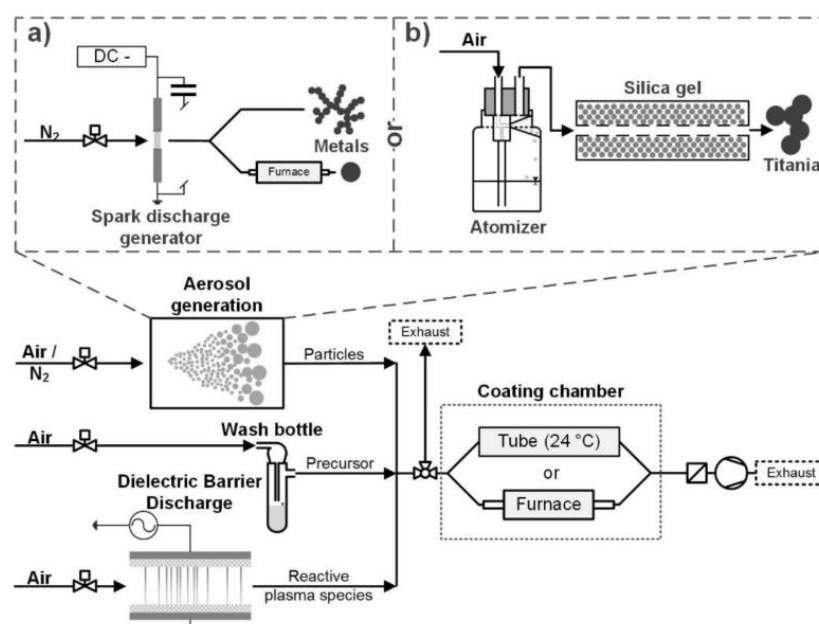 a)
DC -
N2
Metals
Furnace
Spark discharge
generator
or
b)
Air
Silica gel
Titania
Atomizer
Aerosol
generation
Air /
N2
Particles
Exhaust
Coating chamber
Air
Wash bottle
Precursor
Tube (24 °C)
or
Furnace
Exhaust
Dielectric Barrier
Discharge
Air
Reactive
plasma species